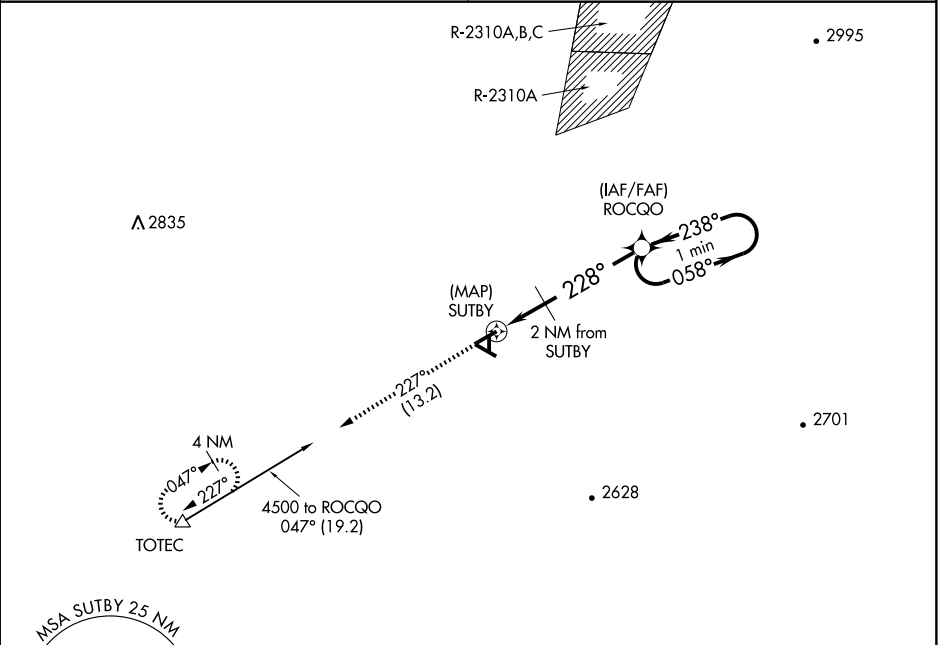 R-2310A,B,C
2995
R-2310A
(IAF/FAF)
ROCQO
2835
238°
1 min
058°
228°
(MAP)
SUTBY
2 NM from
SUTBY
227°
(13.2)
2701
4 NM
047°
227°
2628
4500 to ROCQO
047° (19.2)
TOTEC
MSA SUTBY 25 NM